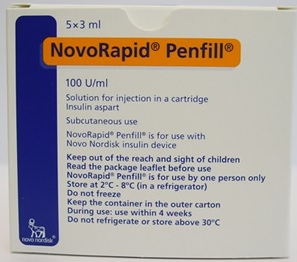 5×3 ml
NovoRapid® Penfill®
100 U/ml
Solution for injection in a cartridge
Insulin aspart
Subcutaneous use
NovoRapid® Penfill® is for use with
Novo Nordisk insulin device
Keep out of the reach and sight of children
Read the package leaflet before use
NovoRapid® Penfill® is for use by one person only
Store at 2°C - 8°C (in a refrigerator)
Do not freeze
Keep the container in the outer carton
During use: use within 4 weeks
Do not refrigerate or store above 30°C
novo nordisk